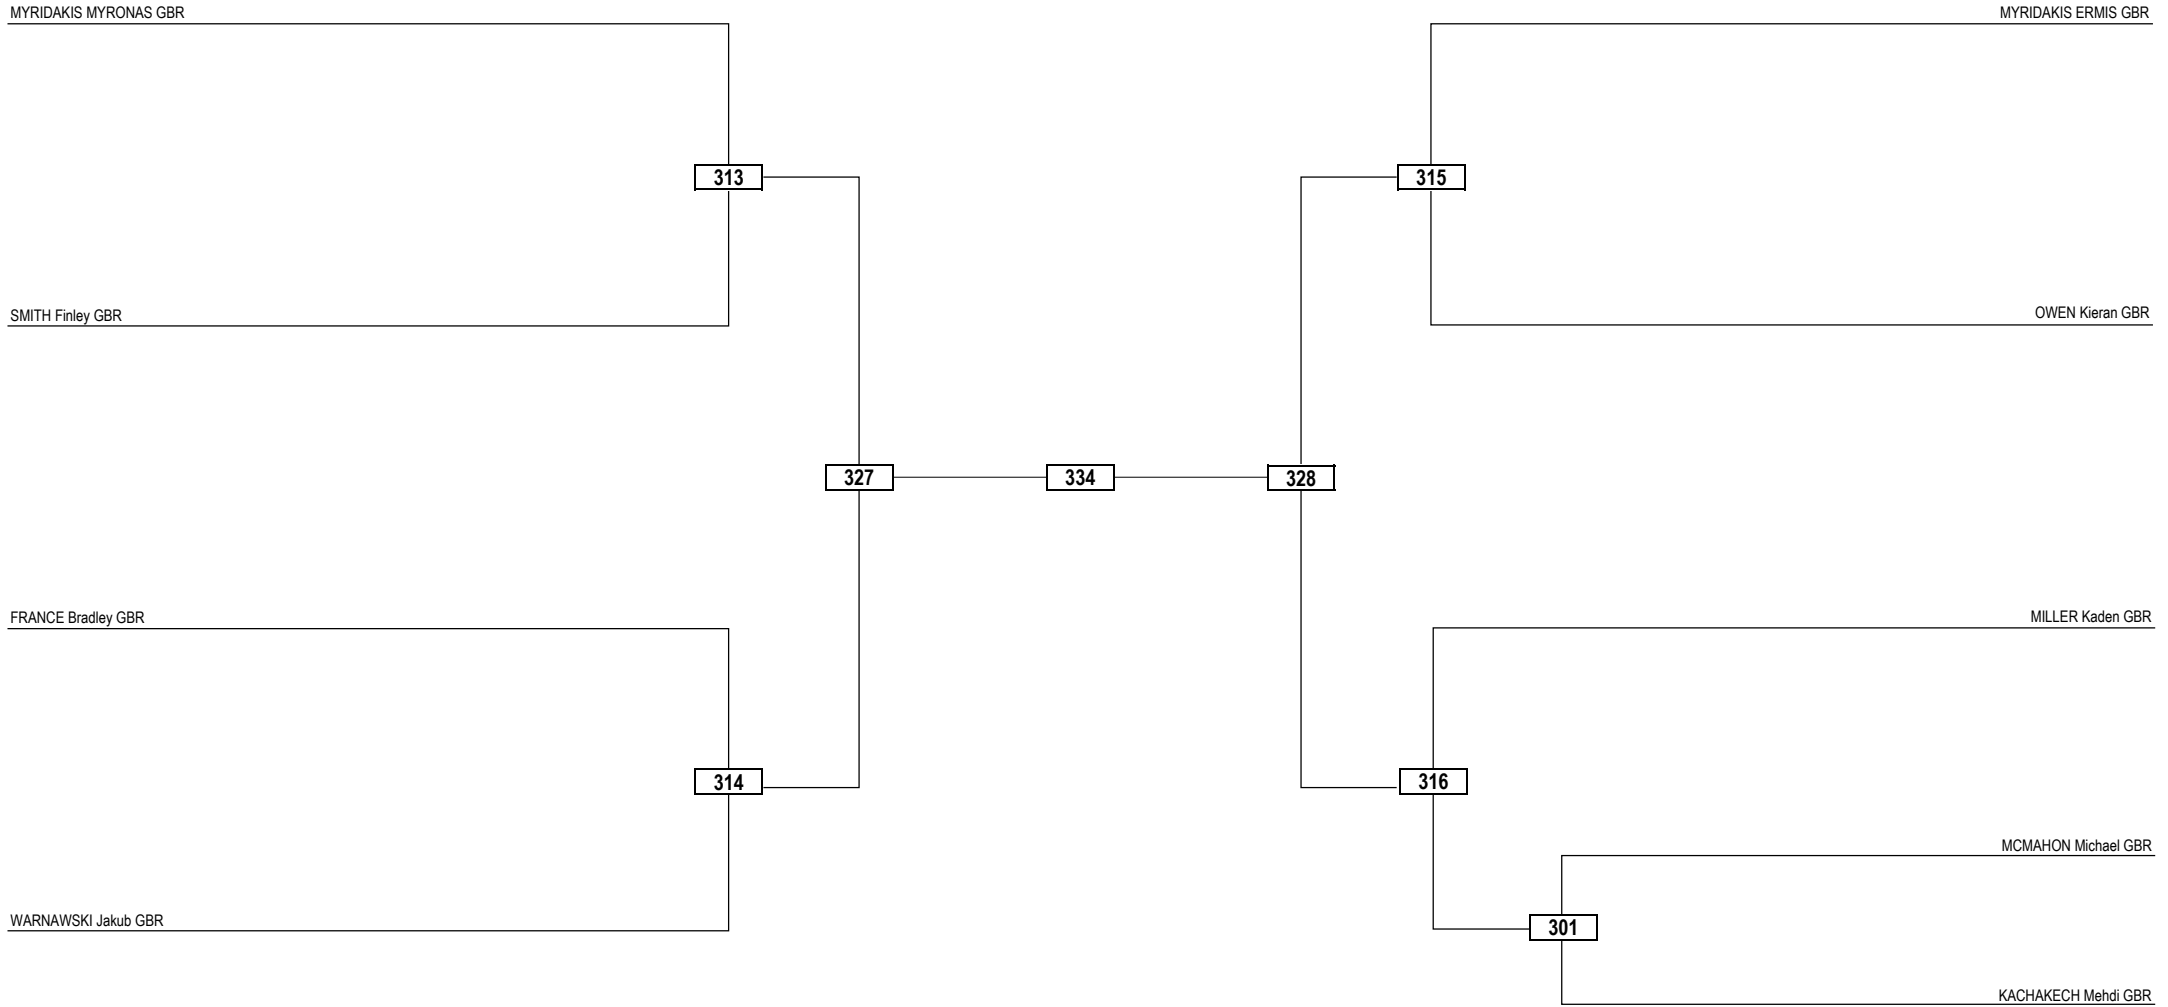 MYRIDAKIS MYRONAS GBR
MYRIDAKIS ERMIS GBR
313
315
SMITH Finley GBR
OWEN Kieran GBR
327
334
328
FRANCE Bradley GBR
MILLER Kaden GBR
314
316
MCMAHON Michael GBR
WARNAWSKI Jakub GBR
301
KACHAKECH Mehdi GBR